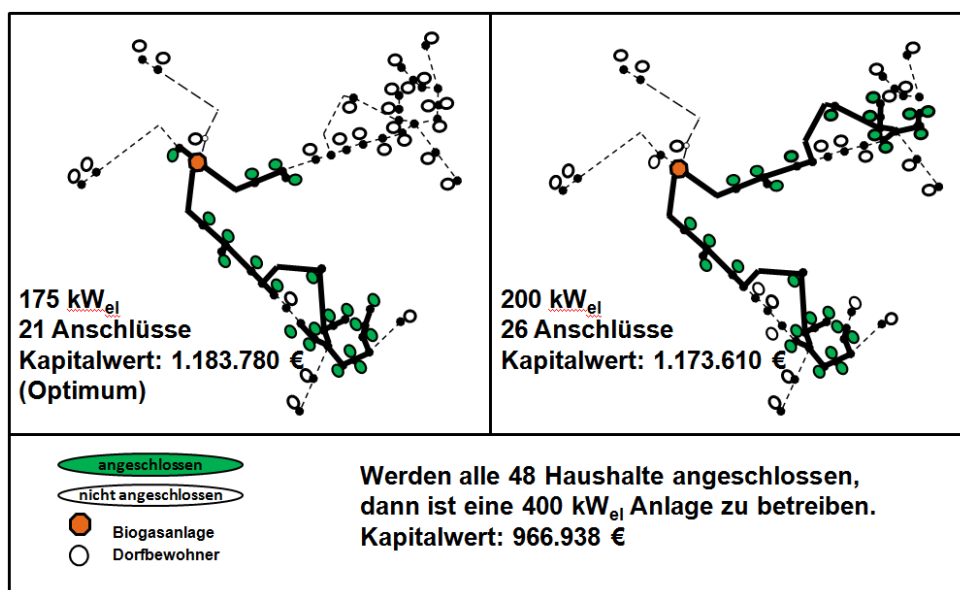 175 kWel
21 Anschlüsse
Kapitalwert: 1.183.780 €
(Optimum)
200 kWel
26 Anschlüsse
Kapitalwert: 1.173.610 €
angeschlossen
nicht angeschlossen
Biogasanlage
Dorfbewohner
Werden alle 48 Haushalte angeschlossen,
dann ist eine 400 kWel Anlage zu betreiben.
Kapitalwert: 966.938 €